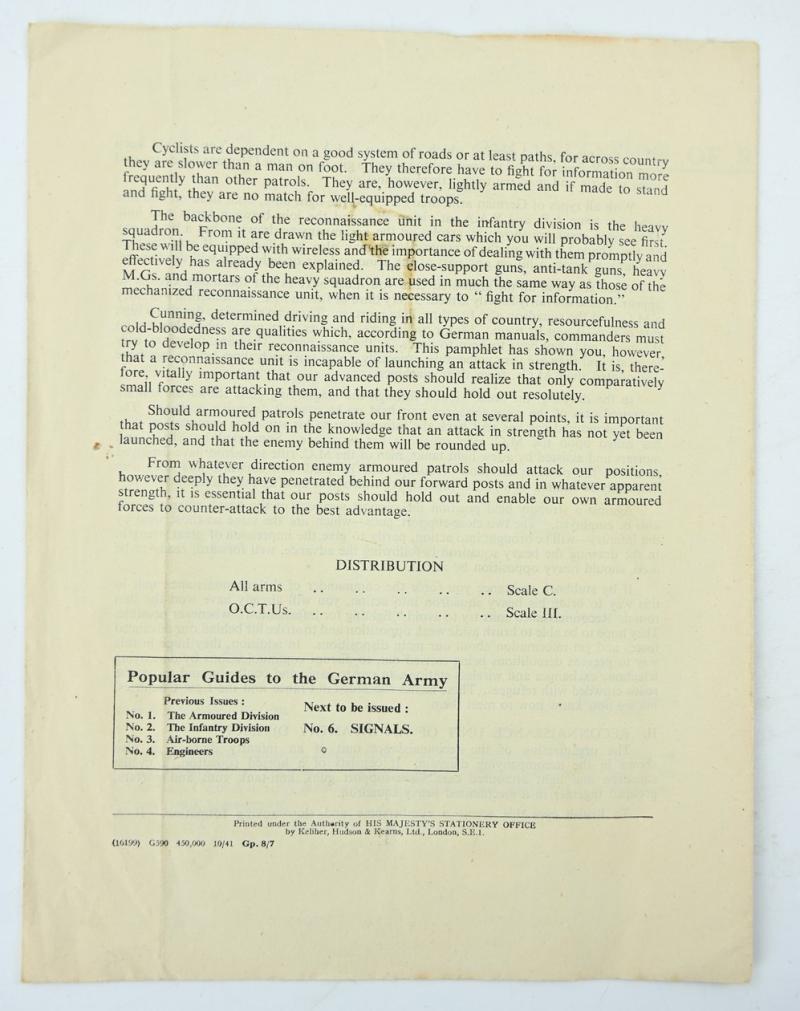 Cyclists are dependent on a good system of roads or at least paths, for across country
they are slower than a man on foot. They therefore have to fight for information more
frequently than other patrols. They are, however, lightly armed and if made to stand
and fight, they are no match for well-equipped troops.
The backbone of the reconnaissance unit in the infantry division is the heavy
squadron. From it are drawn the light armoured cars which you will probably see first.
These will be equipped with wireless and the importance of dealing with them promptly and
effectively has already been explained. The close-support guns, anti-tank guns, heavy
M.Gs. and mortars of the heavy squadron are used in much the same way as those of the
mechanized reconnaissance unit, when it is necessary to “ fight for information.”
Cunning, determined driving and riding in all types of country, resourcefulness and
cold-bloodedness are qualities which, according to German manuals, commanders must
try to develop in their reconnaissance units. This pamphlet has shown you, however,
that a reconnaissance unit is incapable of launching an attack in strength. It is, there-
fore, vitally important that our advanced posts should realize that only comparatively
small forces are attacking them, and that they should hold out resolutely.
Should armoured patrols penetrate our front even at several points, it is important
that posts should hold on in the knowledge that an attack in strength has not yet been
launched, and that the enemy behind them will be rounded up.
From whatever direction enemy armoured patrols should attack our positions,
however deeply they have penetrated behind our forward posts and in whatever apparent
strength, it is essential that our posts should hold out and enable our own armoured
forces to counter-attack to the best advantage.
DISTRIBUTION
All arms .. .. .. .. .. Scale C.
O.C.T.Us. .. .. .. .. .. Scale III.
Popular Guides to the German Army
Previous Issues :
No. 1. The Armoured Division
No. 2. The Infantry Division
No. 3. Air-borne Troops
No. 4. Engineers
Next to be issued :
No. 6. SIGNALS.
Printed under the Authority of HIS MAJESTY'S STATIONERY OFFICE
by Keliher, Hudson & Kearns, Ltd., London, S.E.1.
(16199) G390 450,000 10/41 Gp. 8/7